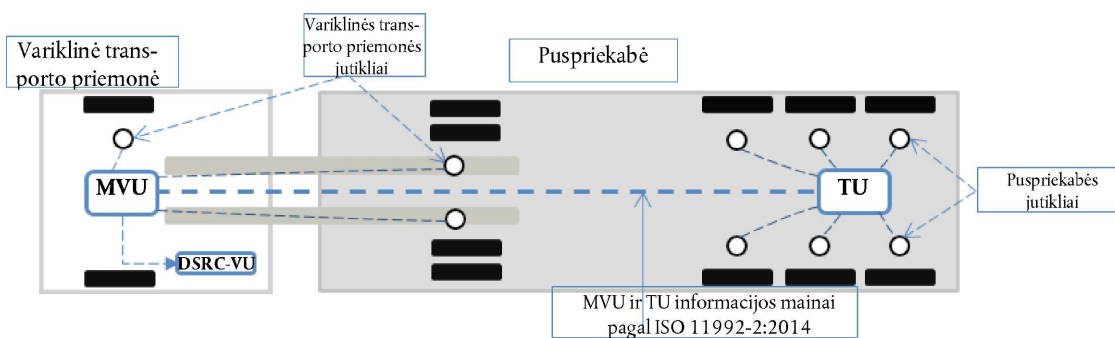 Variklinė trans-
porto priemonė
Variklinės trans-
porto priemonės
jutikliai
Puspriekabė
MVU
TU
DSRC-VU
Puspriekabės
jutikliai
MVU ir TU informacijos mainai
pagal ISO 11992-2:2014